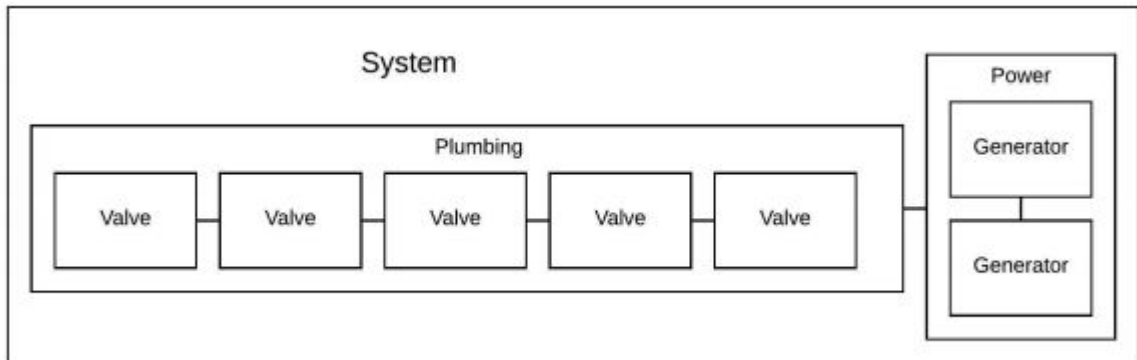 System
Power
Generator
Plumbing
Valve Valve Valve Valve Valve
Generator